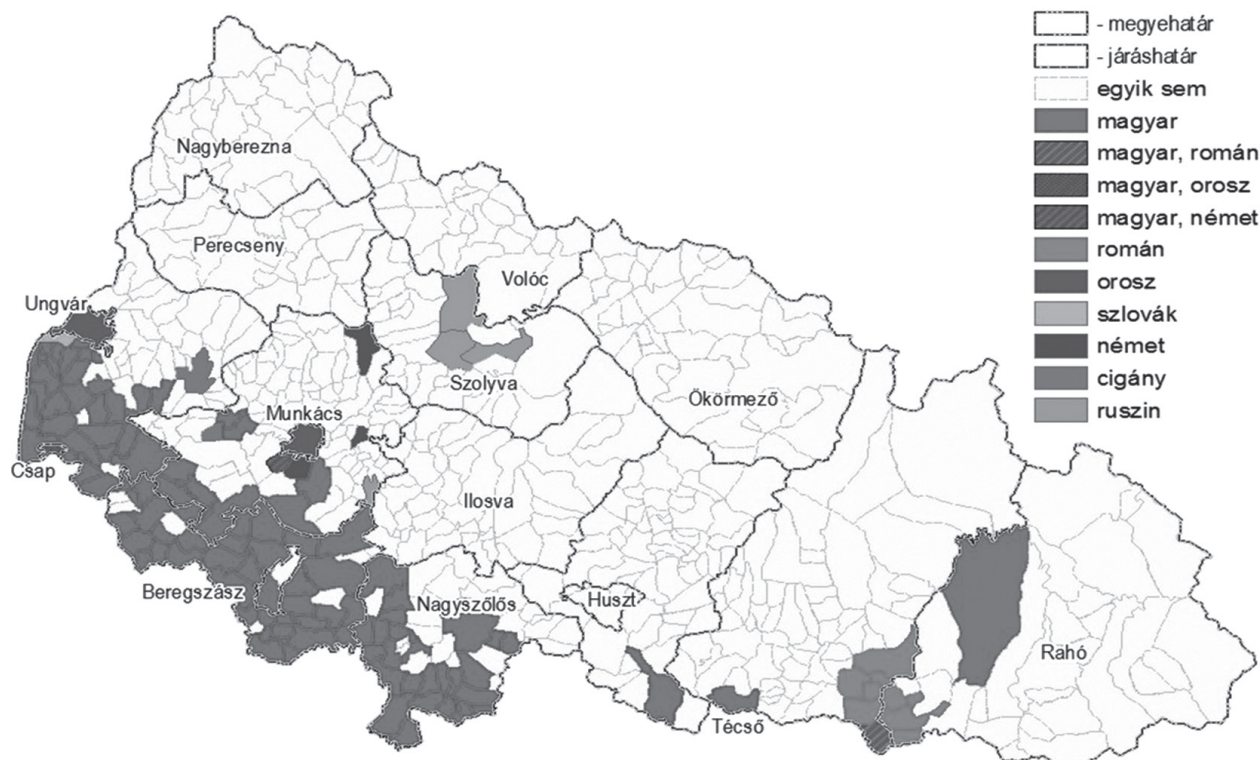 - megyehatár
- járáshatár
egyik sem
magyar
magyar, román
magyar, orosz
magyar, német
román
orosz
szlovák
német
cigány
ruszin
Nagyberezna
Perecseny
Volóc
Ungvár
Szolyva
Ökörmező
Munkács
Csap
Ilosva
Beregszász
Nagyszőlős
Huszt
Rahó
Técső